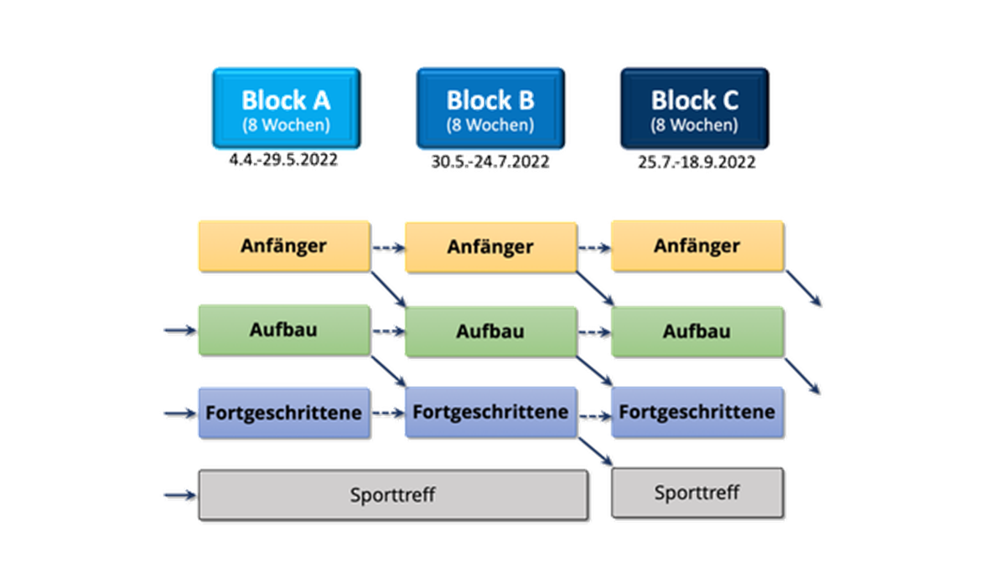 Block A
(8 Wochen)
4.4.-29.5.2022
Block B
(8 Wochen)
30.5.-24.7.2022
Block C
(8 Wochen)
25.7.-18.9.2022
Anfänger
Anfänger
Anfänger
Aufbau
Aufbau
Aufbau
Fortgeschrittene
Fortgeschrittene
Fortgeschrittene
Sporttreff
Sporttreff